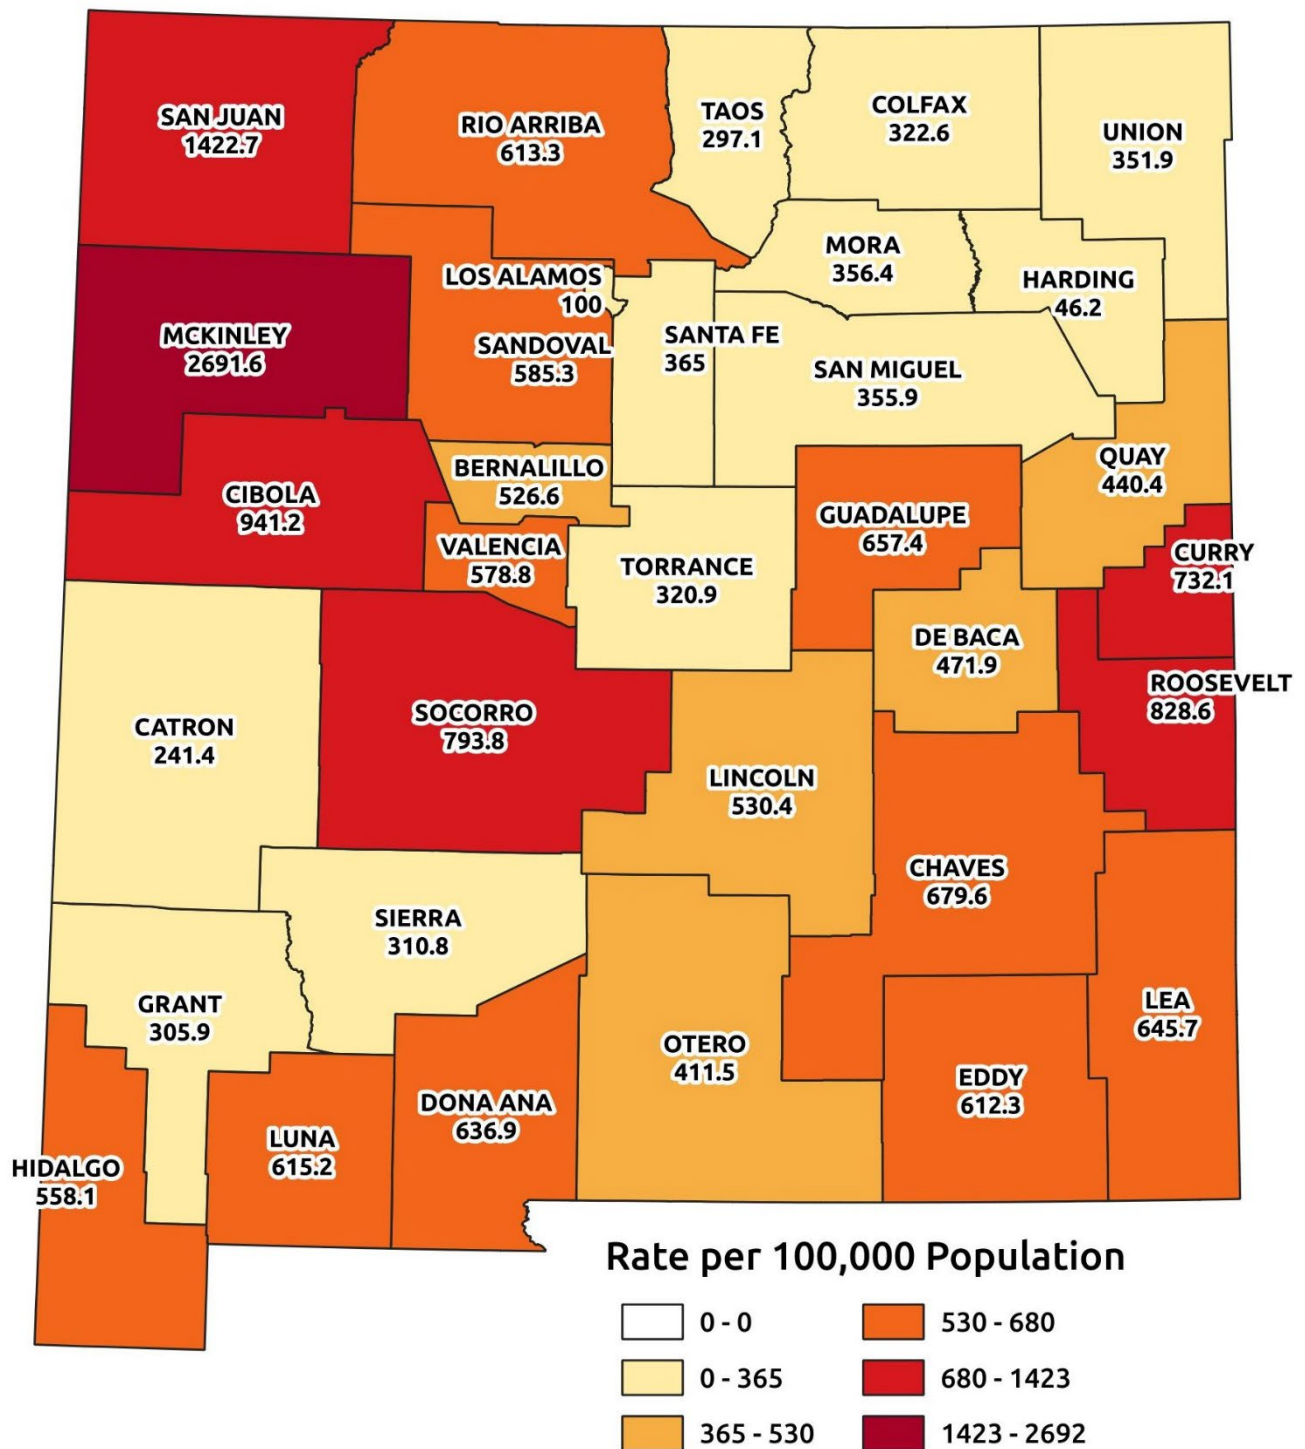 SAN JUAN
1422.7
RIO ARRIBA
613.3
TAOS
297.1
COLFAX
322.6
UNION
351.9
MORA
356.4
HARDING
46.2
LOS ALAMOS
100
MCKINLEY
2691.6
SANDOVAL
585.3
SANTA FE
365
SAN MIGUEL
355.9
BERNALILLO
526.6
QUAY
440.4
CIBOLA
941.2
GUADALUPE
657.4
VALENCIA
578.8
TORRANCE
320.9
CURRY
732.1
DE BACA
471.9
ROOSEVELT
828.6
CATRON
241.4
SOCORRO
793.8
LINCOLN
530.4
CHAVES
679.6
SIERRA
310.8
GRANT
305.9
LEA
645.7
OTERO
411.5
EDDY
612.3
DONA ANA
636.9
LUNA
615.2
HIDALGO
558.1
Rate per 100,000 Population
0 - 0
0 - 365
365 - 530
530 - 680
680 - 1423
1423 - 2692